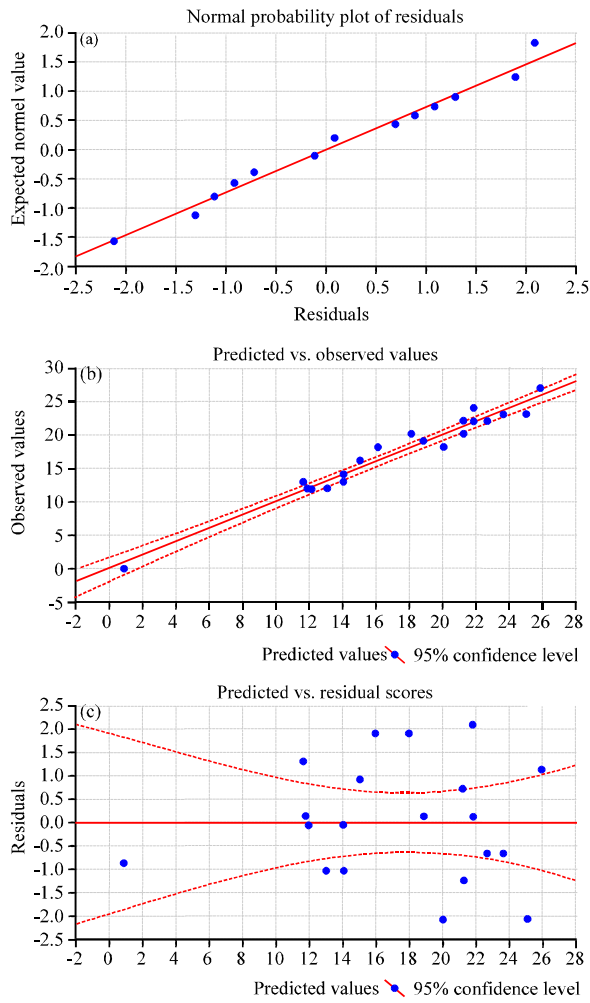 Normal probability plot of residuals
(a)
Expected normel value
2.0
1.5
1.0
0.5
0.0
-0.5
-1.0
-1.5
-2.0
-2.5 -2.0 -1.5 -1.0 -0.5 0.0 0.5 1.0 1.5 2.0 2.5
Residuals
Predicted vs. observed values
(b)
Observed values
30
25
20
15
10
5
0
-5
-2 0 2 4 6 8 10 12 14 16 18 20 22 24 26 28
Predicted values 95% confidence level
Predicted vs. residual scores
(c)
Residuals
2.5
2.0
1.5
1.0
0.5
0.0
-0.5
-1.0
-1.5
-2.0
-2.5
-2 0 2 4 6 8 10 12 14 16 18 20 22 24 26 28
Predicted values 95% confidence level